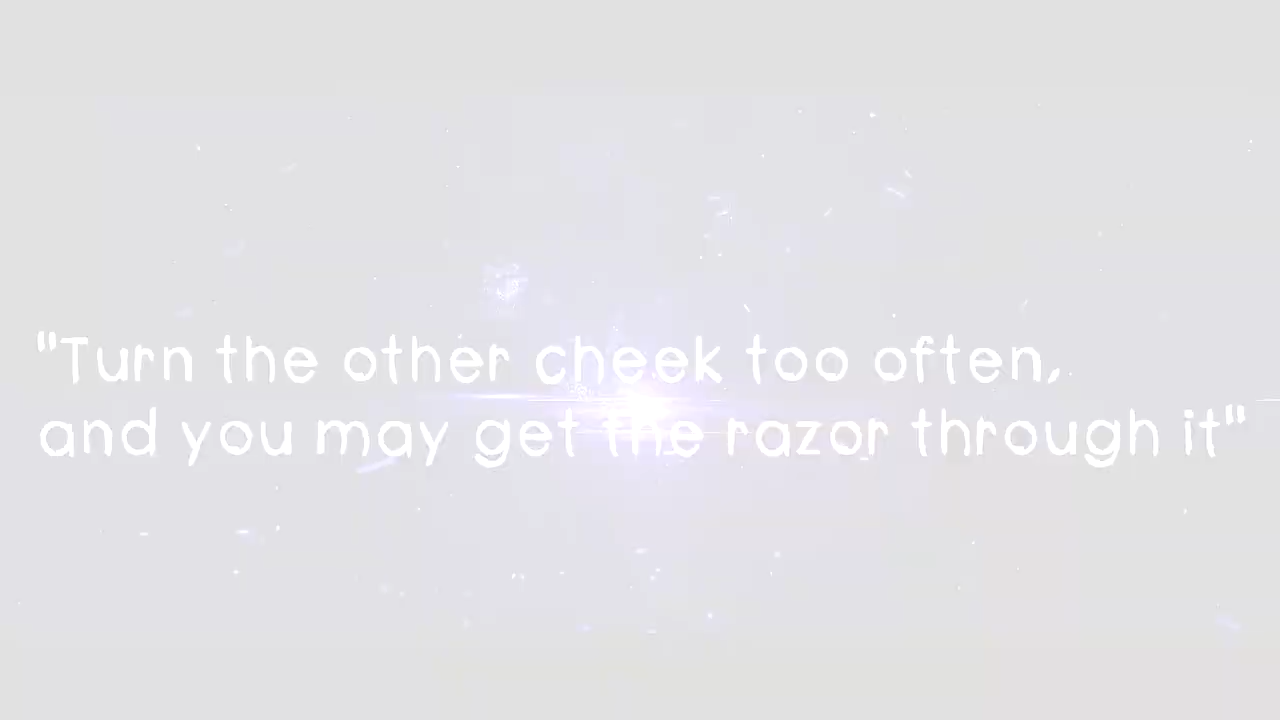 "Turn the other cheek too often,
and you may get the razor through it"